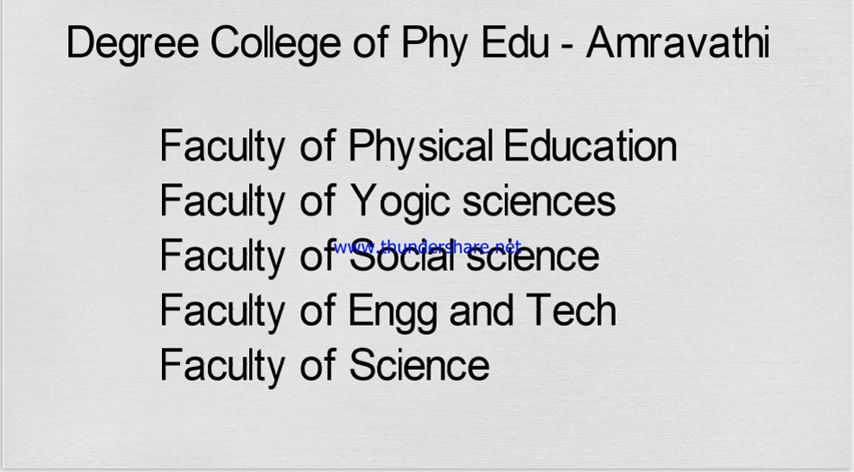 Degree College of Phy Edu - Amravathi
Faculty of Physical Education
Faculty of Yogic sciences
www.thundershare.net
Faculty of Social science
Faculty of Engg and Tech
Faculty of Science